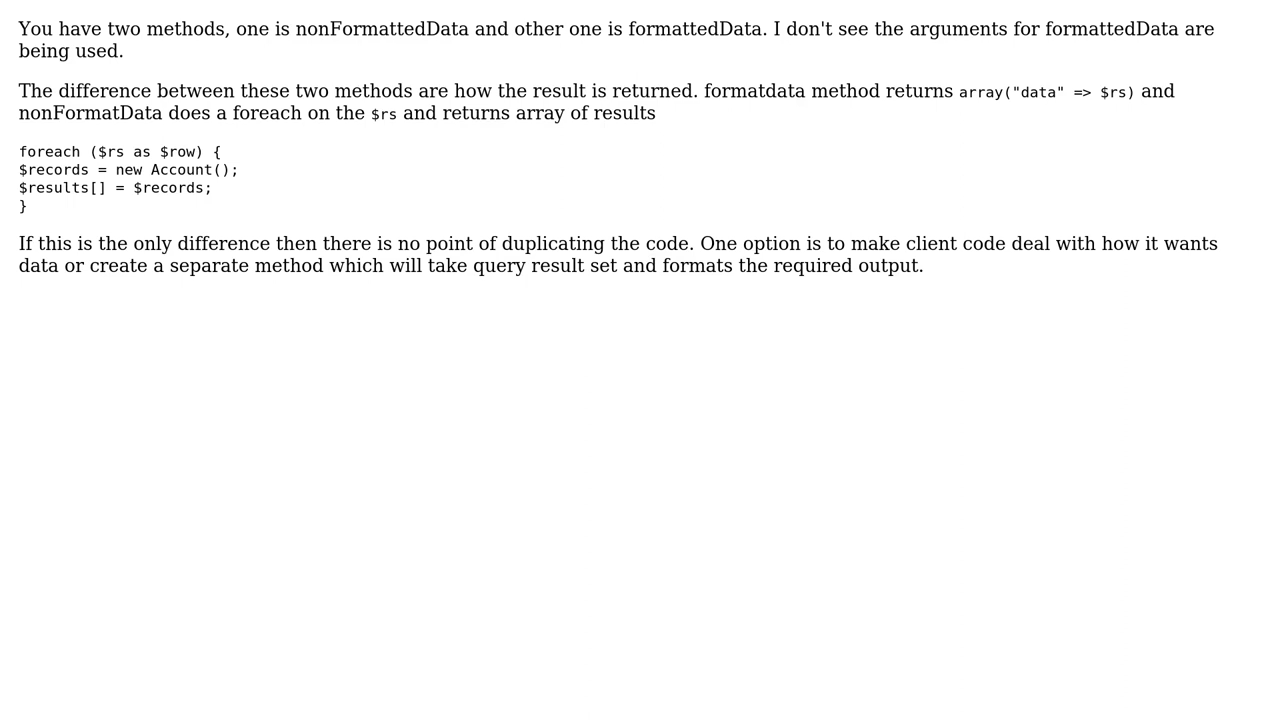 You have two methods, one is nonFormattedData and other one is formattedData. I don't see the arguments for formattedData are
being used.
The difference between these two methods are how the result is returned. formatdata method returns array("data" => $rs) and
nonFormatData does a foreach on the $rs and returns array of results
foreach ($rs as $row) {
$records = new Account();
$results[] = $records;
}
If this is the only difference then there is no point of duplicating the code. One option is to make client code deal with how it wants
data or create a separate method which will take query result set and formats the required output.